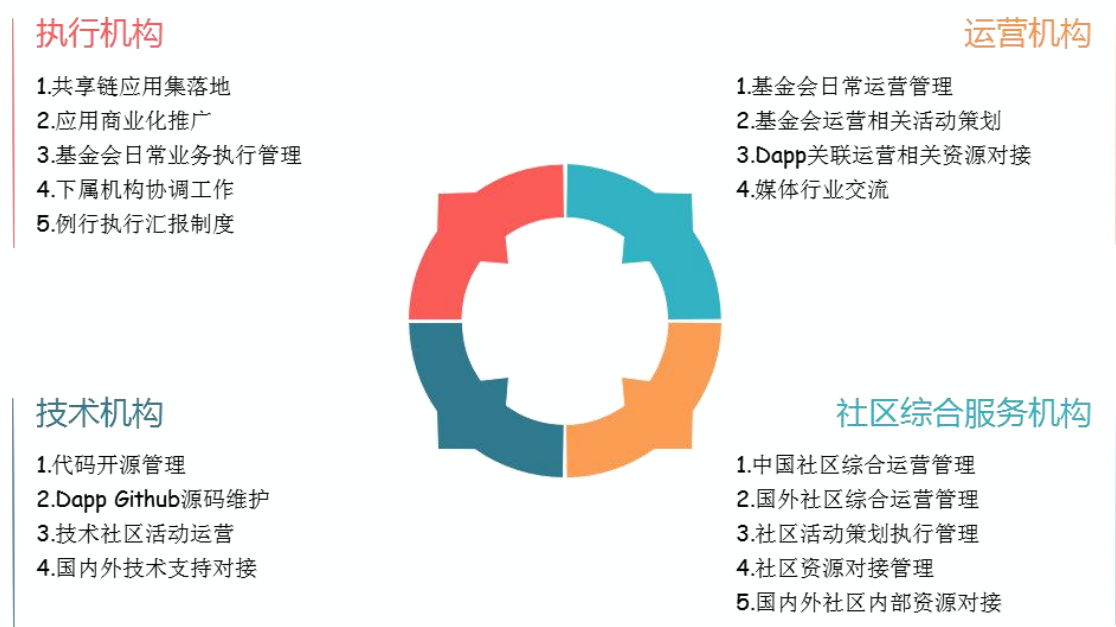 执行机构
1.共享链应用集落地
2.应用商业化推广
3.基金会日常业务执行管理
4.下属机构协调工作
5.例行执行汇报制度
运营机构
1.基金会日常运营管理
2.基金会运营相关活动策划
3.Dapp关联运营相关资源对接
4.媒体行业交流
技术机构
1.代码开源管理
2.Dapp Github源码维护
3.技术社区活动运营
4.国内外技术支持对接
社区综合服务机构
1.中国社区综合运营管理
2.国外社区综合运营管理
3.社区活动策划执行管理
4.社区资源对接管理
5.国内外社区内部资源对接